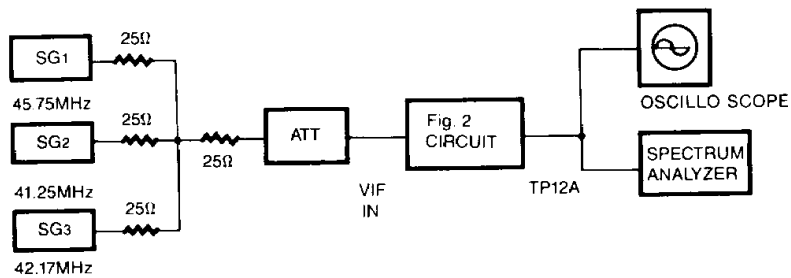 SG1
25Ω
45.75MHz
SG2
25Ω
41.25MHz
SG3
25Ω
42.17MHz
25Ω
ATT
VIF
IN
Fig. 2
CIRCUIT
TP12A
OSCILLO SCOPE
SPECTRUM
ANALYZER